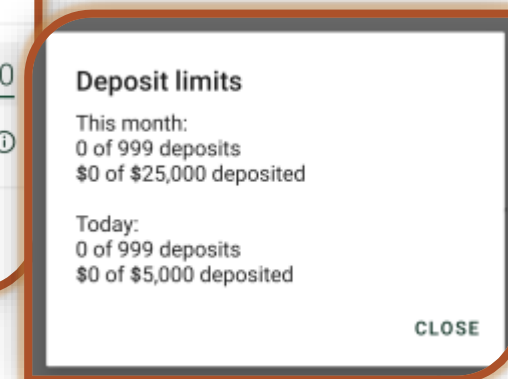 0
Deposit limits
This month:
0 of 999 deposits
$0 of $25,000 deposited
Today:
0 of 999 deposits
$0 of $5,000 deposited
CLOSE